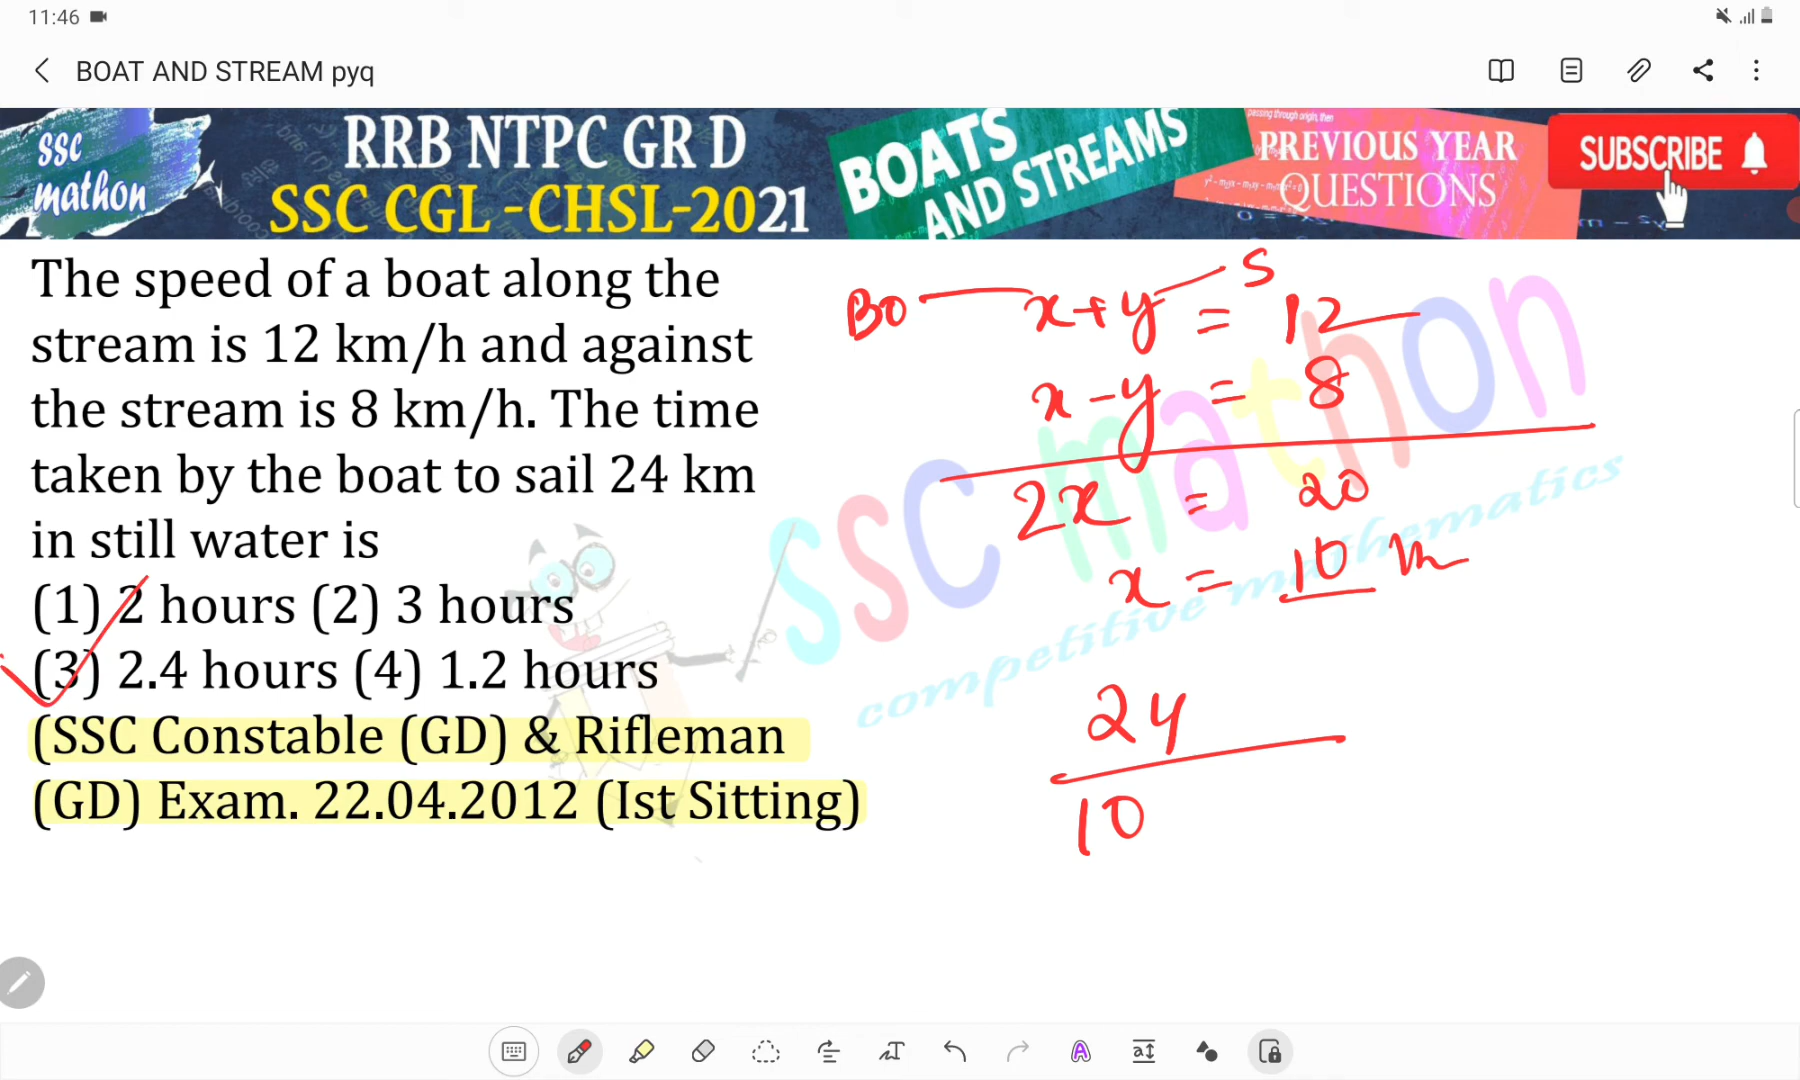 11:46
BOAT AND STREAM pyq
SSC mathon
RRB NTPC GR D
SSC CGL -CHSL-2021
BOATS AND STREAMS
passing through origin, then
PREVIOUS YEAR
QUESTIONS
SUBSCRIBE
The speed of a boat along the
stream is 12 km/h and against
the stream is 8 km/h. The time
taken by the boat to sail 24 km
in still water is
(1) 2 hours (2) 3 hours
(3) 2.4 hours (4) 1.2 hours
(SSC Constable (GD) & Rifleman
(GD) Exam. 22.04.2012 (Ist Sitting)
Bo x+y = 12 S
x-y = 8
2x = 20
x = 10
24
10
ssc mathon
competitive mathematics